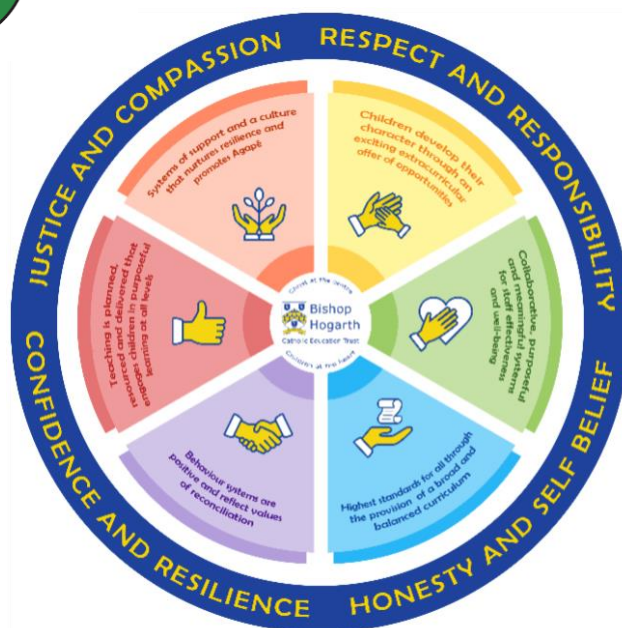 JUSTICE AND COMPASSION
RESPECT AND RESPONSIBILITY
HONESTY AND SELF BELIEF
CONFIDENCE AND RESILIENCE
Systems of support and a culture
that nurtures resilience and
promotes Agapé
Children develop their
character through an
exciting extracurricular
offer of opportunities
Collaborative, purposeful
and meaningful systems
for staff effectiveness
and well-being
Highest standards for all through
the provision of a broad and
balanced curriculum
Behaviour systems are
positive and reflect values
of reconciliation
Teaching is planned,
resourced and delivered that
engages children in purposeful
learning at all levels
Christ at the centre
Bishop
Hogarth
Catholic Education Trust
Children at the heart